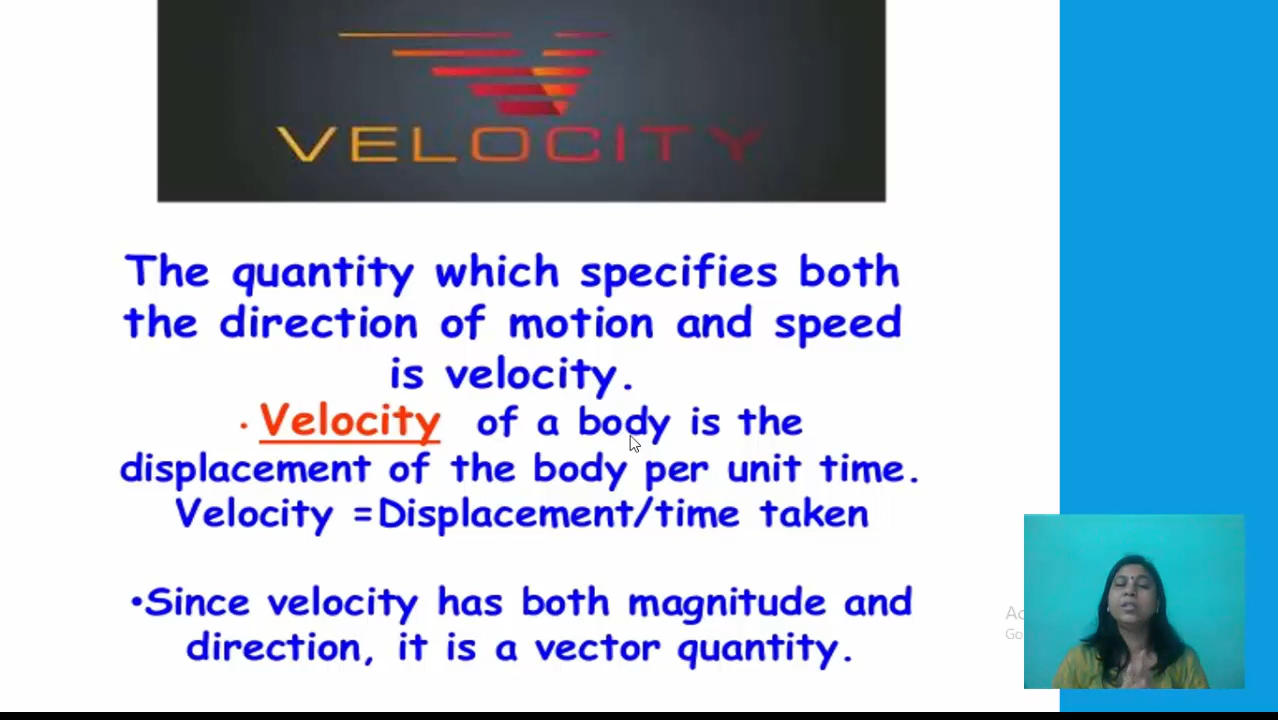 VELOCITY
The quantity which specifies both
the direction of motion and speed
is velocity.
• Velocity of a body is the
displacement of the body per unit time.
Velocity =Displacement/time taken
•Since velocity has both magnitude and
direction, it is a vector quantity.